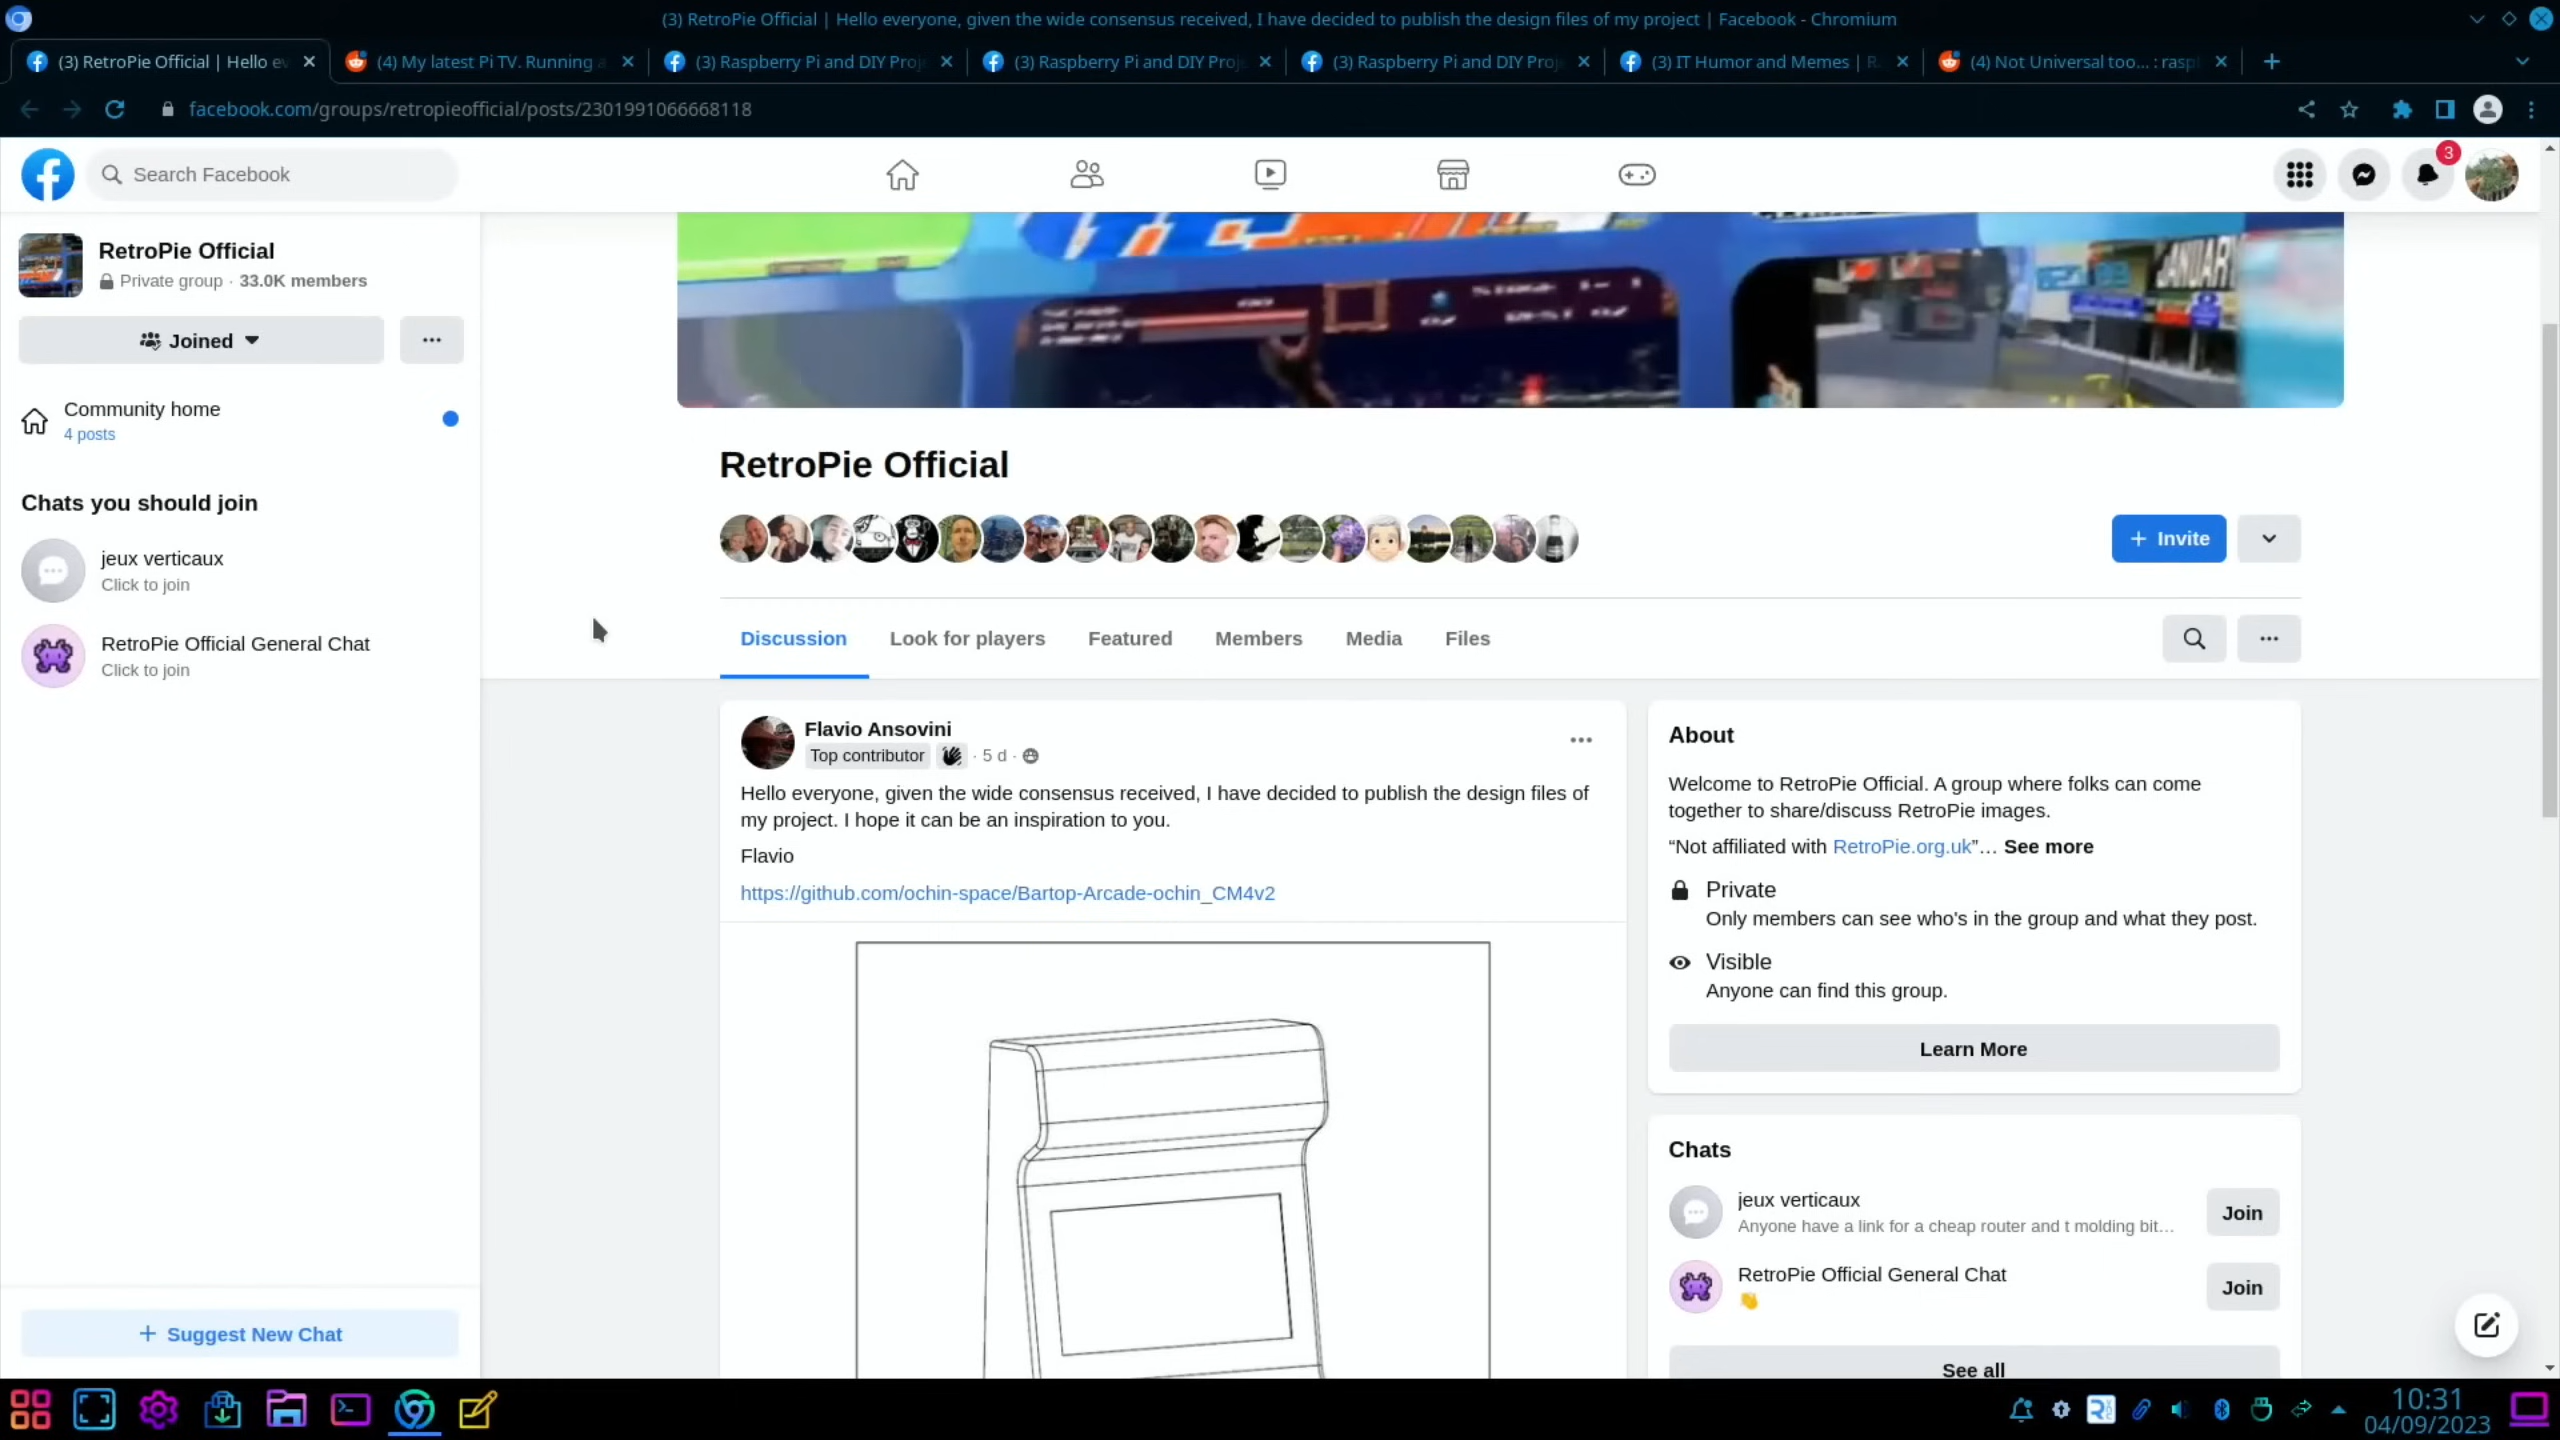 (3) RetroPie Official | Hello everyone, given the wide consensus received, I have decided to publish the design files of my project | Facebook - Chromium
(3) RetroPie Official | Hello ev
(4) My latest Pi TV. Running a
(3) Raspberry Pi and DIY Proj
(3) Raspberry Pi and DIY Proj
(3) Raspberry Pi and DIY Proj
(3) IT Humor and Memes | R
(4) Not Universal too... : rasp
facebook.com/groups/retropieofficial/posts/2301991066668118
Search Facebook
3
RetroPie Official
Private group · 33.0K members
Joined
Community home
4 posts
Chats you should join
jeux verticaux
Click to join
RetroPie Official General Chat
Click to join
Suggest New Chat
JANUARY
RetroPie Official
+ Invite
Discussion
Look for players
Featured
Members
Media
Files
Flavio Ansovini
Top contributor · 5 d ·
Hello everyone, given the wide consensus received, I have decided to publish the design files of
my project. I hope it can be an inspiration to you.
Flavio
https://github.com/ochin-space/Bartop-Arcade-ochin_CM4v2
About
Welcome to RetroPie Official. A group where folks can come
together to share/discuss RetroPie images.
“Not affiliated with RetroPie.org.uk”… See more
Private
Only members can see who's in the group and what they post.
Visible
Anyone can find this group.
Learn More
Chats
jeux verticaux
Anyone have a link for a cheap router and t molding bit…
Join
RetroPie Official General Chat
Join
See all
10:31
04/09/2023